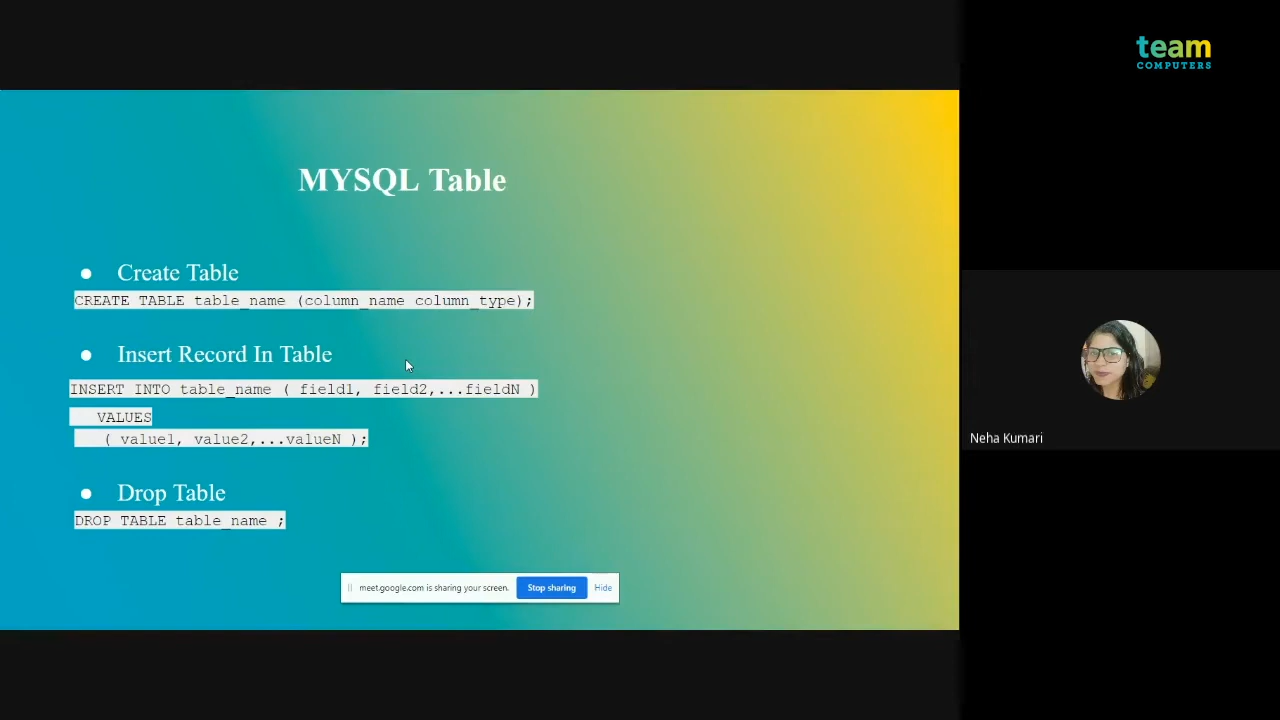 team
COMPUTERS
MYSQL Table
● Create Table
CREATE TABLE table_name (column_name column_type);
● Insert Record In Table
INSERT INTO table_name ( field1, field2,...fieldN )
VALUES
( value1, value2,...valueN );
● Drop Table
DROP TABLE table_name ;
meet.google.com is sharing your screen. Stop sharing Hide
Neha Kumari